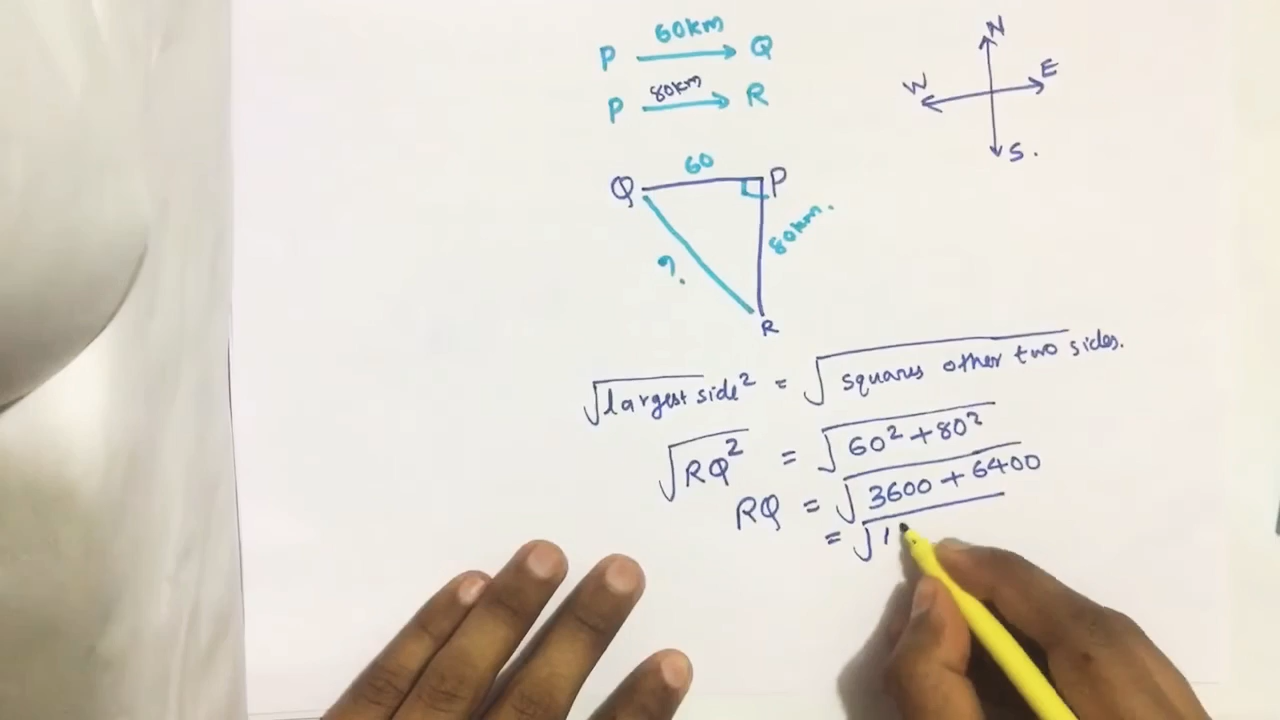 60km
P → Q
80km
P → R
N
W E
S.
60
Q P
80km.
?.
R
√largest side² = √squares other two sides.
√RQ² = √60² + 80²
RQ = √3600 + 6400
= √1